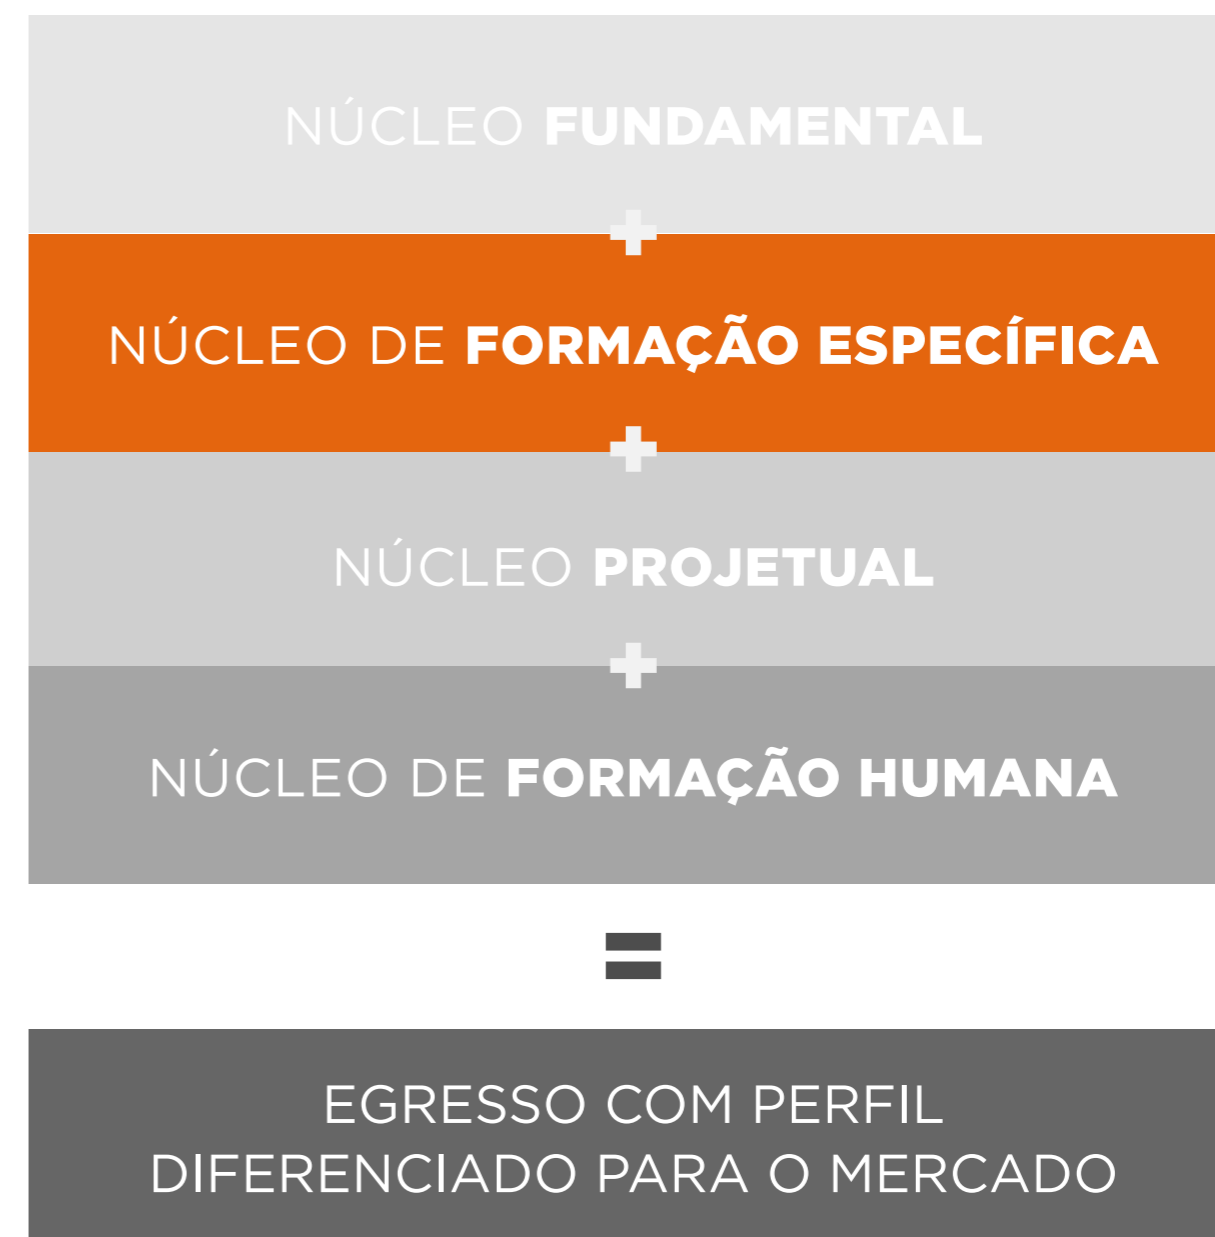 NÚCLEO FUNDAMENTAL
+
NÚCLEO DE FORMAÇÃO ESPECÍFICA
+
NÚCLEO PROJETUAL
+
NÚCLEO DE FORMAÇÃO HUMANA
=
EGRESSO COM PERFIL
DIFERENCIADO PARA O MERCADO